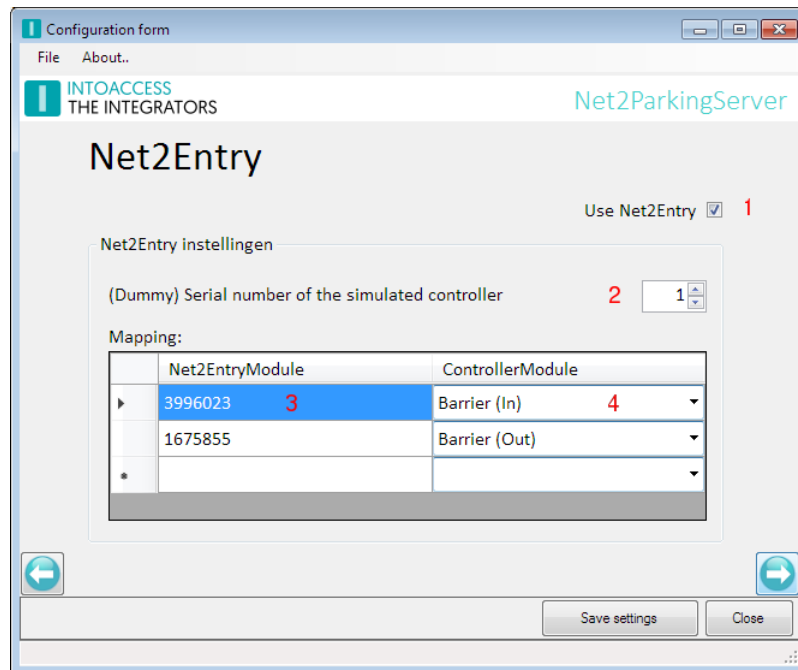 Configuration form
File About..
INTOACCESS
THE INTEGRATORS
Net2ParkingServer
Net2Entry
Use Net2Entry 1
Net2Entry instellingen
(Dummy) Serial number of the simulated controller 2 1
Mapping:
Net2EntryModule ControllerModule
3996023 3 Barrier (In) 4
1675855 Barrier (Out)
Save settings Close